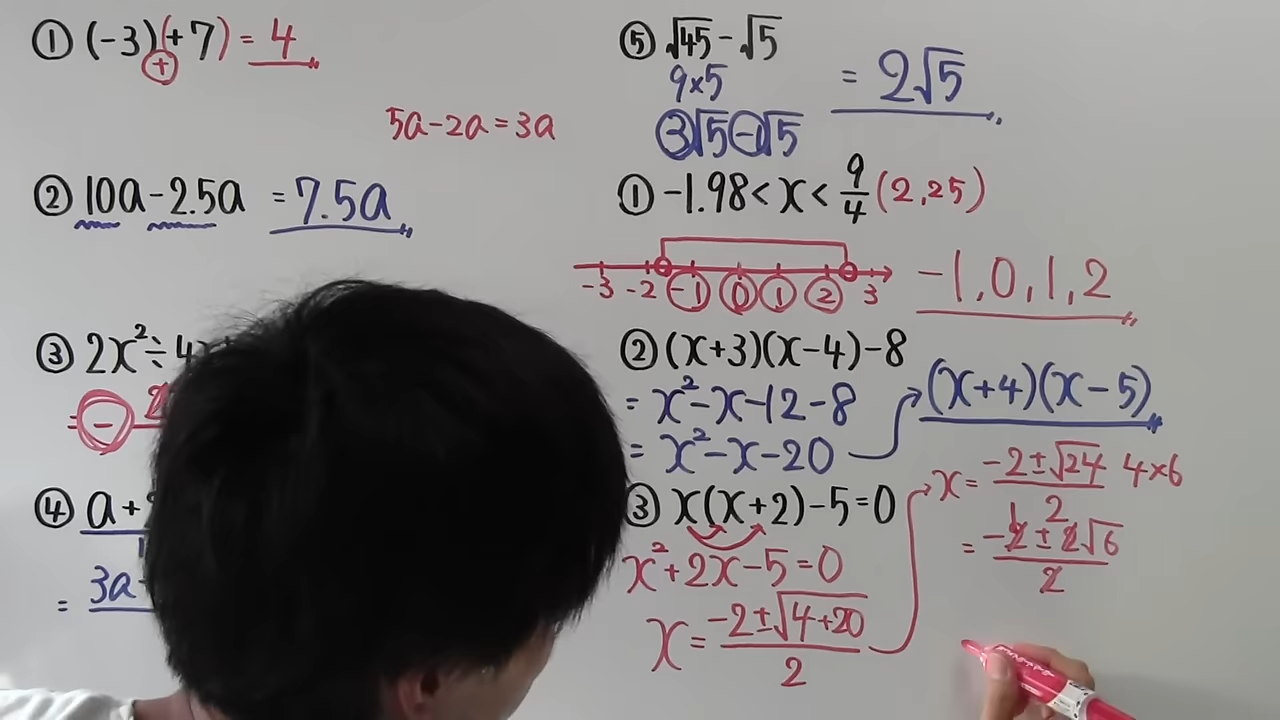 ① (-3)(+7) = 4
+
5a-2a=3a
② 10a-2.5a = 7.5a
③ 2x²÷4x
= -
④ a+
= 3a
⑤ √45-√5
9×5
= 2√5
3√5-1√5
① -1.98<x<9/4 (2,25)
-3 -2 -1 0 1 2 3
-1,0,1,2
② (x+3)(x-4)-8
= x²-x-12-8
= x²-x-20
(x+4)(x-5)
③ x(x+2)-5=0
x²+2x-5=0
x=(-2±√(4+20))/2
x=(-2±√24)/2 4×6
1
=(-2±2√6)/2